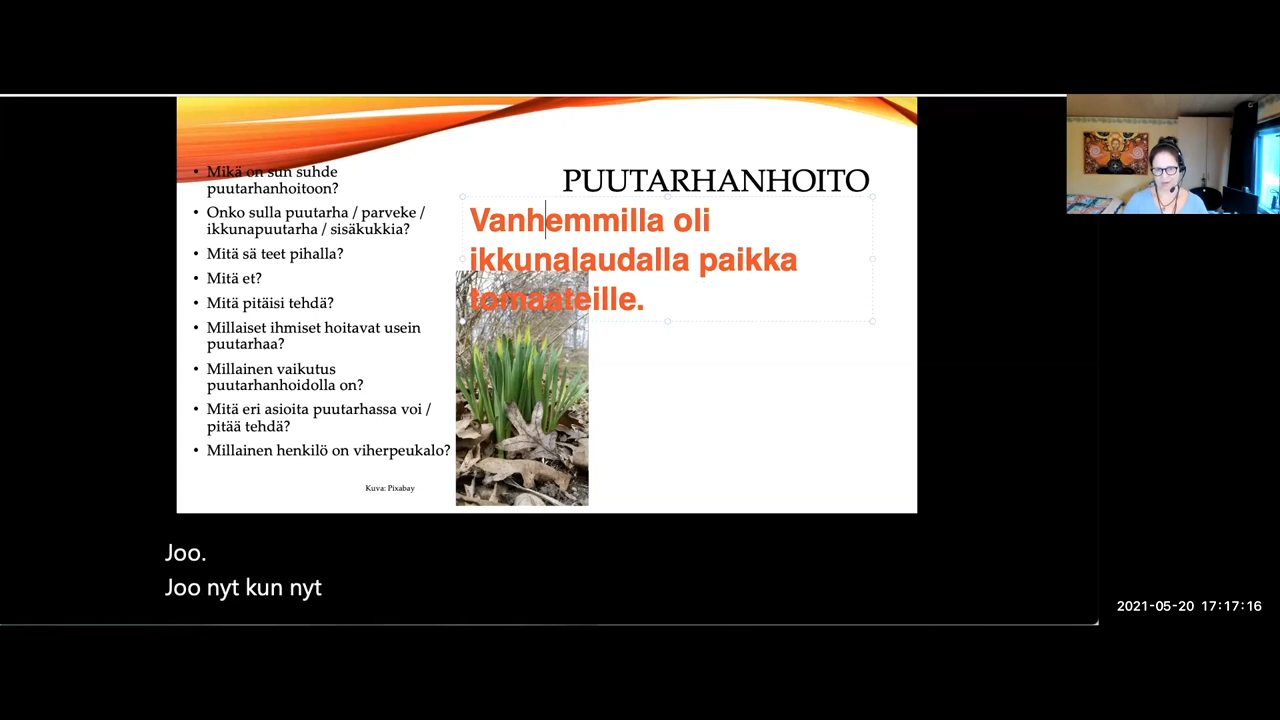 • Mikä on sun suhde
puutarhanhoitoon?
• Onko sulla puutarha / parveke /
ikkunapuutarha / sisäkukkia?
• Mitä sä teet pihalla?
• Mitä et?
• Mitä pitäisi tehdä?
• Millaiset ihmiset hoitavat usein
puutarhaa?
• Millainen vaikutus
puutarhanhoidolla on?
• Mitä eri asioita puutarhassa voi /
pitää tehdä?
• Millainen henkilö on viherpeukalo?
Kuva: Pixabay
PUUTARHANHOITO
Vanhemmilla oli
ikkunalaudalla paikka
tomaateille.
Joo.
Joo nyt kun nyt
2021-05-20 17:17:16